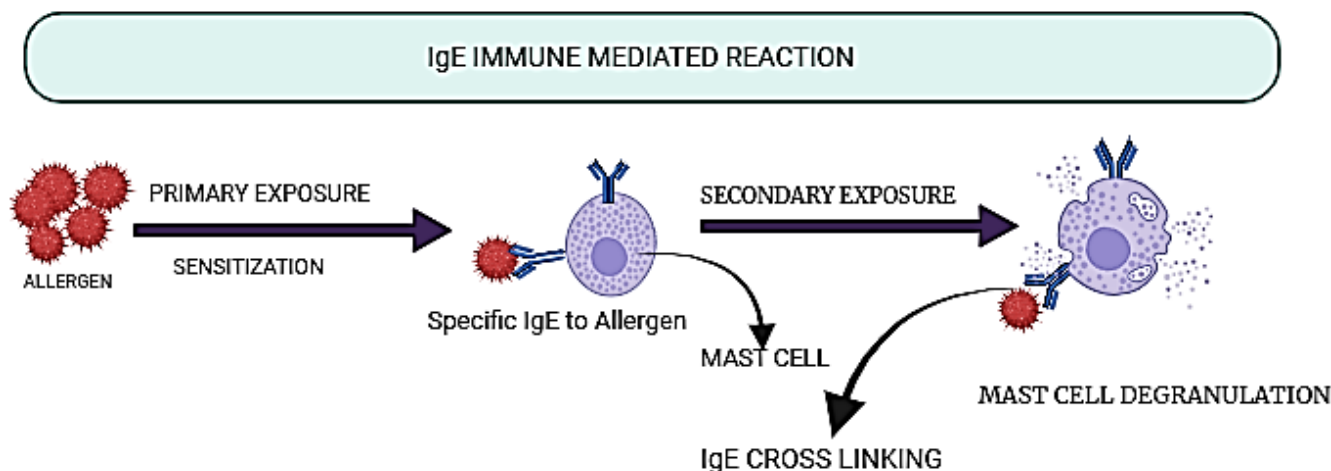 IgE IMMUNE MEDIATED REACTION
PRIMARY EXPOSURE
SENSITIZATION
ALLERGEN
Specific IgE to Allergen
SECONDARY EXPOSURE
MAST CELL
MAST CELL DEGRANULATION
IgE CROSS LINKING